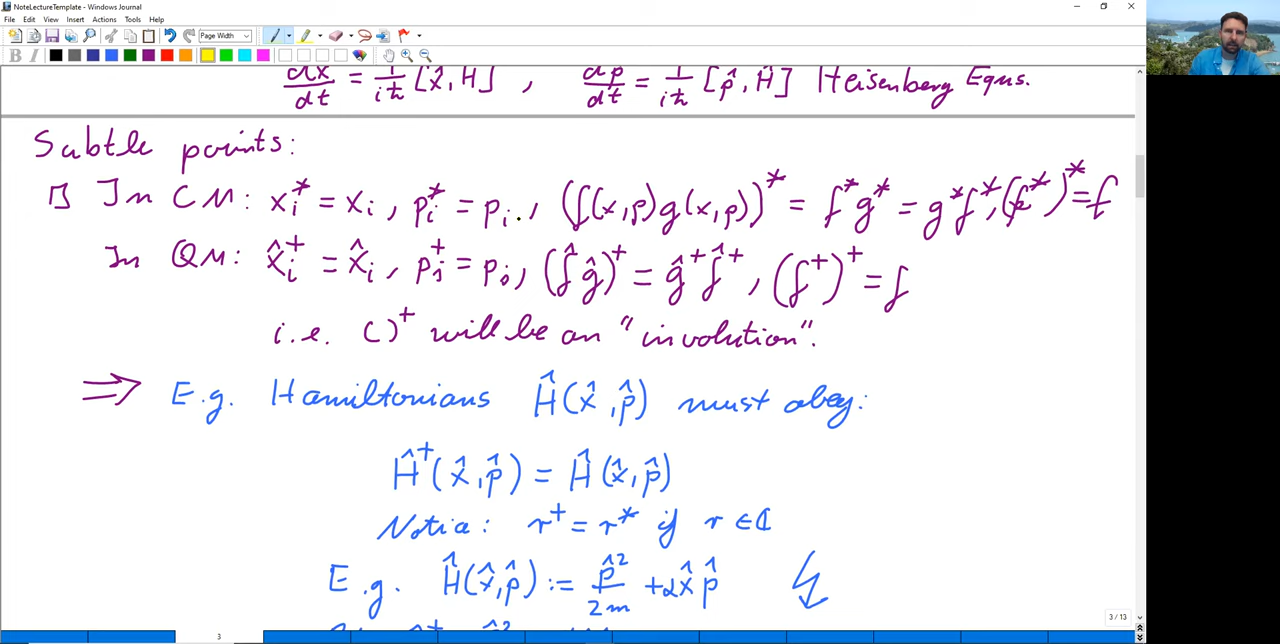 NoteLectureTemplate - Windows Journal
File Edit View Insert Actions Tools Help
Page Width
B I
dx/dt = 1/iħ [x̂, H] , dp/dt = 1/iħ [p̂, Ĥ] Heisenberg Eqns.
Subtle points:
In CM: xᵢ* = xᵢ, pᵢ* = pᵢ, (f(x,p)g(x,p))* = f*g* = g*f*, (f*)* = f
In QM: x̂ᵢ⁺ = x̂ᵢ, pᵢ⁺ = pᵢ, (f̂ĝ)⁺ = ĝ⁺f̂⁺, (f⁺)⁺ = f
i.e. ( )⁺ will be an "involution".
⇒ E.g. Hamiltonians Ĥ(x̂,p̂) must obey:
Ĥ⁺(x̂,p̂) = Ĥ(x̂,p̂)
Notice: r⁺ = r* if r ∈ ℂ
E.g. Ĥ(x̂,p̂) := p̂²/2m + αx̂p̂
3 / 13
3